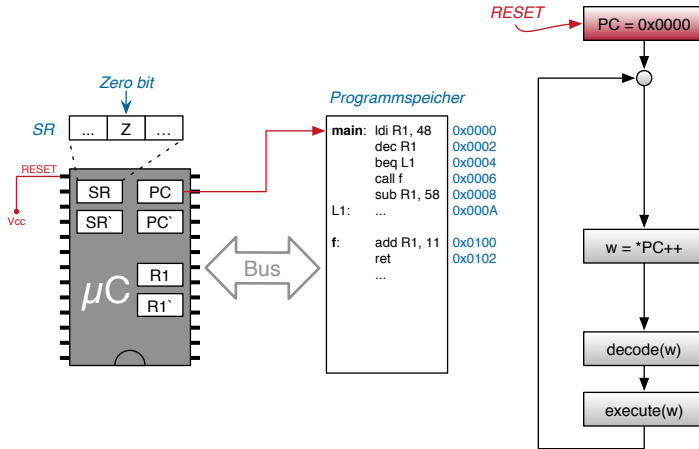 RESET
PC = 0x0000
Zero bit
Programmspeicher
SR ... Z ...
main: ldi R1, 48 0x0000
dec R1 0x0002
beq L1 0x0004
call f 0x0006
sub R1, 58 0x0008
L1: ... 0x000A
f: add R1, 11 0x0100
ret 0x0102
...
RESET
Vcc
SR PC
SR` PC`
R1
µC
R1`
Bus
w = *PC++
decode(w)
execute(w)